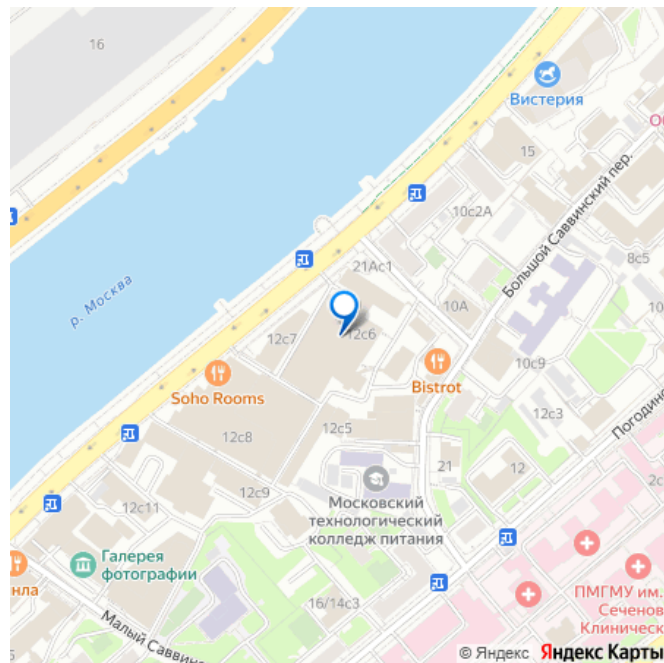 16
Вистерия
15
Большой Саввинский пер.
10с2А
8с5
21Ас1
р. Москва
10А
12с6
12с7
10с9
Bistrot
Soho Rooms
12с3
12с5
12с8
21
12
12с9
Московский
технологический
колледж питания
12с11
Галерея
фотографии
ПМГМУ им.
Сеченов
Клиническ
16/14с3
Малый Саввинс
© Яндекс Яндекс Карты